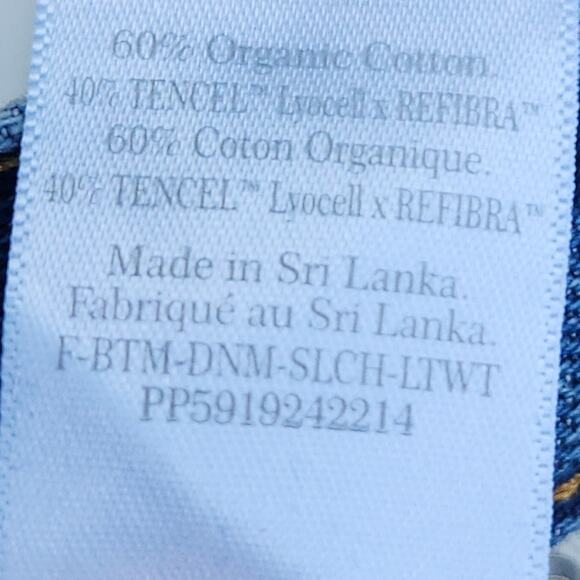 60% Organic Cotton.
40% TENCEL™ Lyocell x REFIBRA™
60% Coton Organique.
40% TENCEL™ Lyocell x REFIBRA™
Made in Sri Lanka.
Fabriqué au Sri Lanka.
F-BTM-DNM-SLCH-LTWT
PP5919242214